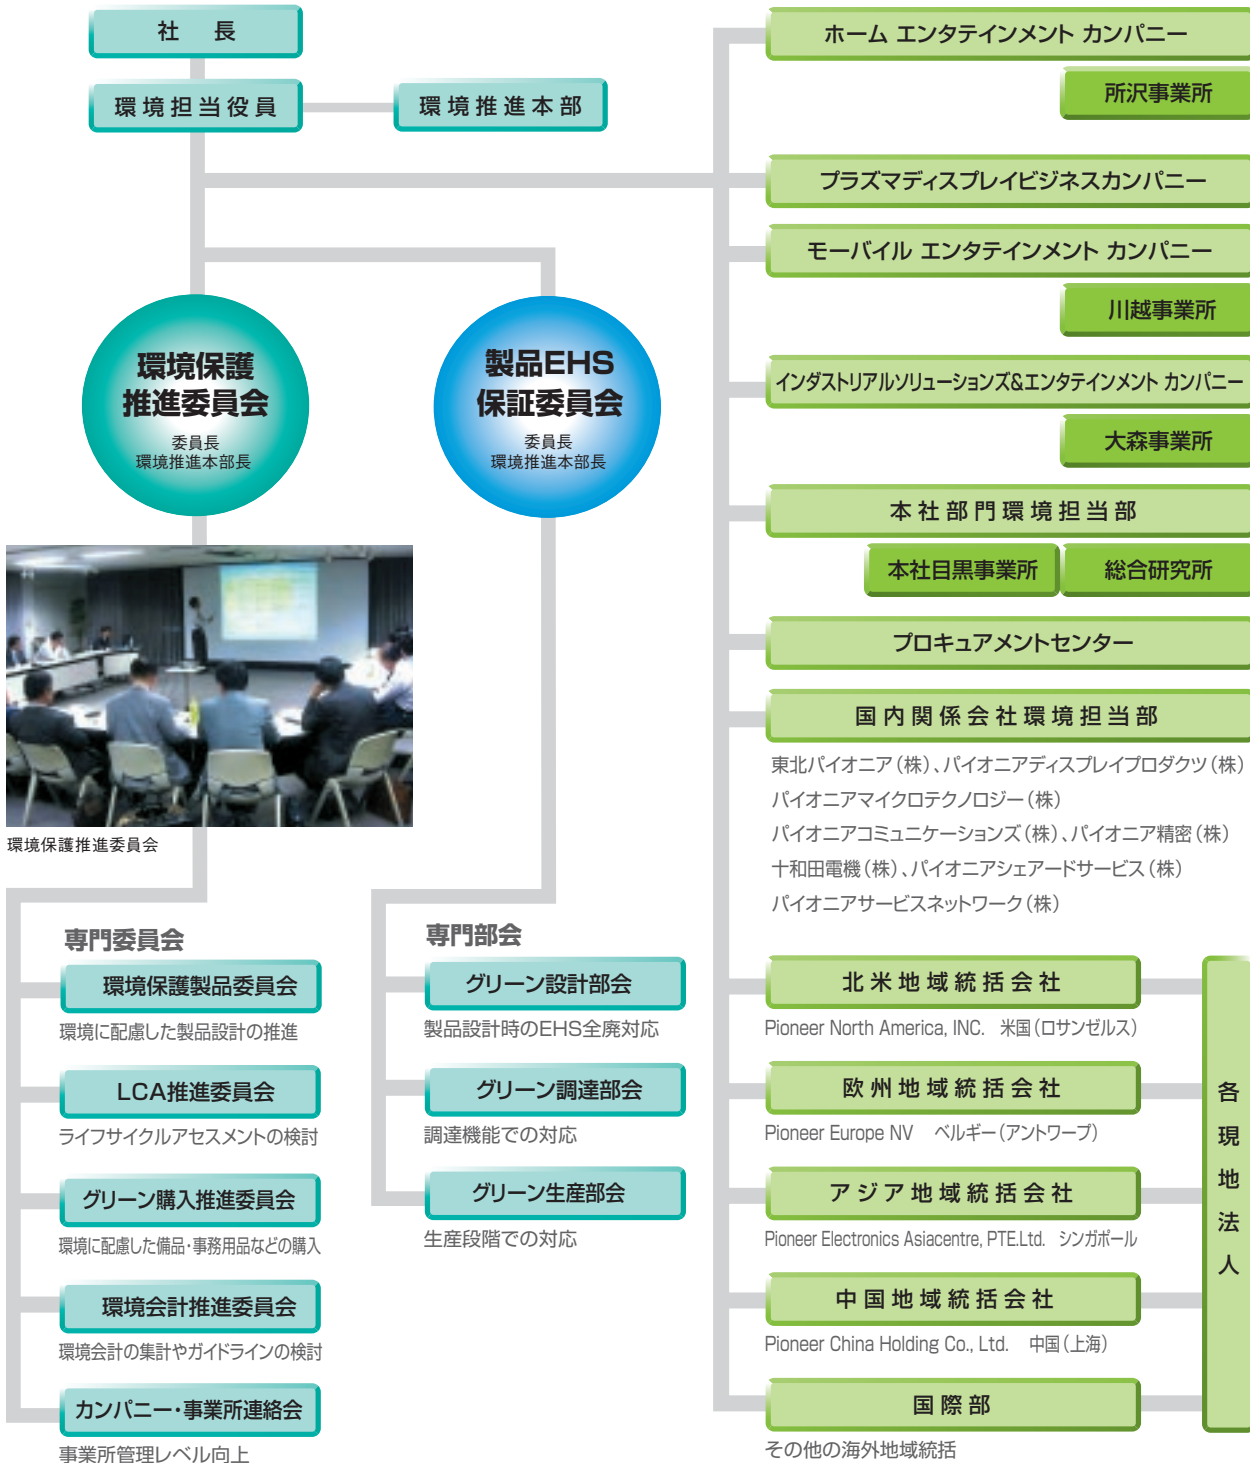 社 長
環境担当役員
環境推進本部
環境保護
推進委員会
委員長
環境推進本部長
製品EHS
保証委員会
委員長
環境推進本部長
環境保護推進委員会
専門委員会
環境保護製品委員会
環境に配慮した製品設計の推進
LCA推進委員会
ライフサイクルアセスメントの検討
グリーン購入推進委員会
環境に配慮した備品・事務用品などの購入
環境会計推進委員会
環境会計の集計やガイドラインの検討
カンパニー・事業所連絡会
事業所管理レベル向上
専門部会
グリーン設計部会
製品設計時のEHS全廃対応
グリーン調達部会
調達機能での対応
グリーン生産部会
生産段階での対応
ホーム エンタテインメント カンパニー
所沢事業所
プラズマディスプレイビジネスカンパニー
モーバイル エンタテインメント カンパニー
川越事業所
インダストリアルソリューションズ&エンタテインメント カンパニー
大森事業所
本社部門環境担当部
本社目黒事業所
総合研究所
プロキュアメントセンター
国内関係会社環境担当部
東北パイオニア(株)、パイオニアディスプレイプロダクツ(株)
パイオニアマイクロテクノロジー(株)
パイオニアコミュニケーションズ(株)、パイオニア精密(株)
十和田電機(株)、パイオニアシェアードサービス(株)
パイオニアサービスネットワーク(株)
北米地域統括会社
Pioneer North America, INC. 米国(ロサンゼルス)
欧州地域統括会社
Pioneer Europe NV ベルギー(アントワープ)
アジア地域統括会社
Pioneer Electronics Asiacentre, PTE.Ltd. シンガポール
中国地域統括会社
Pioneer China Holding Co., Ltd. 中国(上海)
国際部
その他の海外地域統括
各現地法人